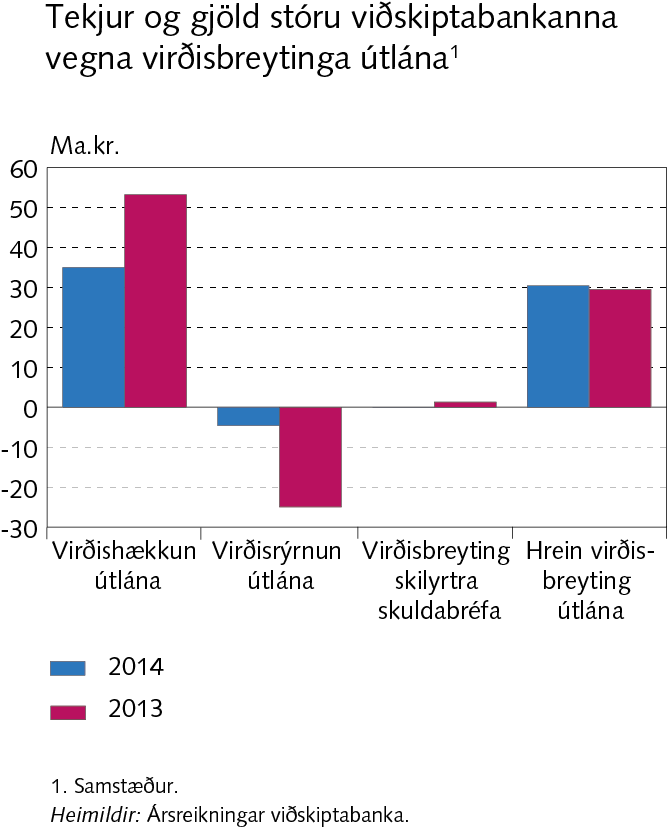 Tekjur og gjöld stóru viðskiptabankanna
vegna virðisbreytinga útlána¹
Ma.kr.
60
50
40
30
20
10
0
-10
-20
-30
Virðishækkun
útlána
Virðisrýrnun
útlána
Virðisbreyting
skilyrtra
skuldabréfa
Hrein virðis-
breyting
útlána
2014
2013
1. Samstæður.
Heimildir: Ársreikningar viðskiptabanka.